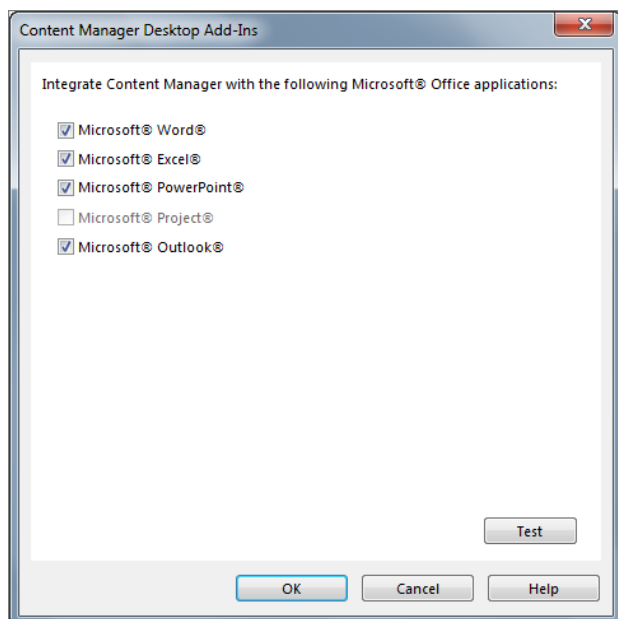 Content Manager Desktop Add-Ins
Integrate Content Manager with the following Microsoft® Office applications:
Microsoft® Word®
Microsoft® Excel®
Microsoft® PowerPoint®
Microsoft® Project®
Microsoft® Outlook®
Test
OK Cancel Help